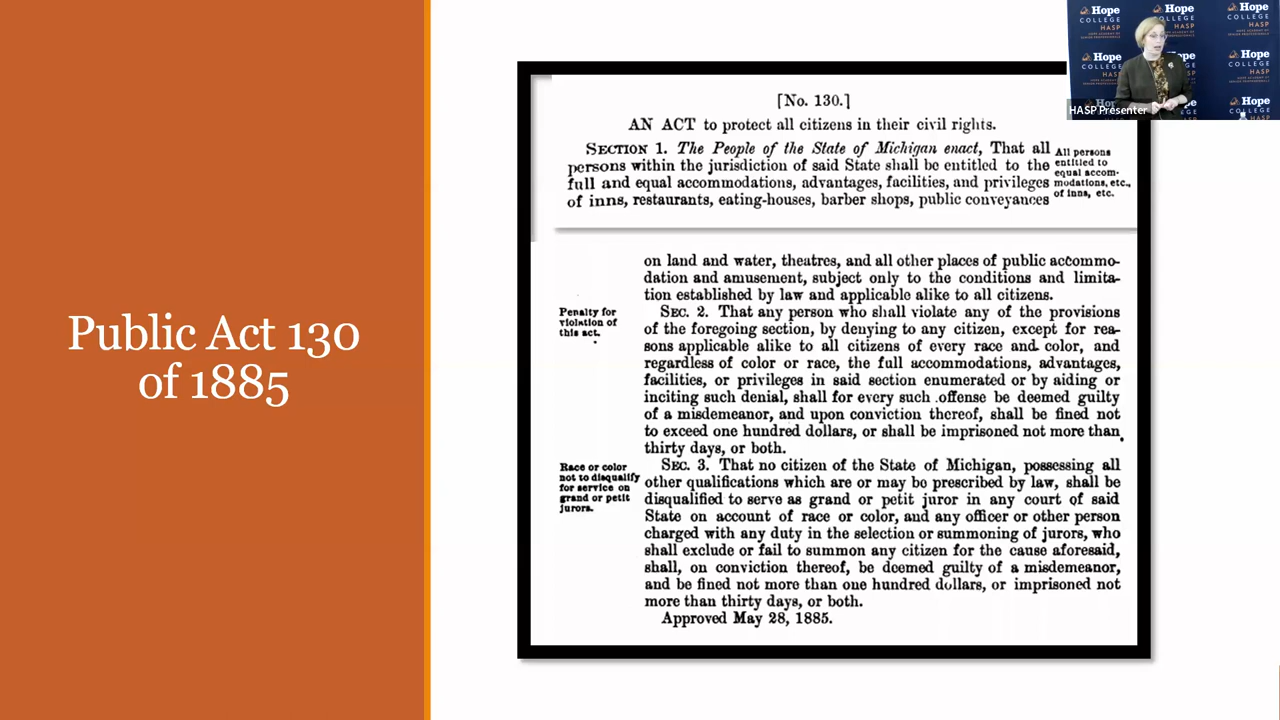 Public Act 130
of 1885
[No. 130.]
AN ACT to protect all citizens in their civil rights.
SECTION 1. The People of the State of Michigan enact, That all
persons within the jurisdiction of said State shall be entitled to the
full and equal accommodations, advantages, facilities, and privileges
of inns, restaurants, eating-houses, barber shops, public conveyances
All persons
entitled to
equal accom-
modations, etc.,
of inns, etc.
on land and water, theatres, and all other places of public accommo-
dation and amusement, subject only to the conditions and limita-
tion established by law and applicable alike to all citizens.
Penalty for
violation of
this act.
SEC. 2. That any person who shall violate any of the provisions
of the foregoing section, by denying to any citizen, except for rea-
sons applicable alike to all citizens of every race and color, and
regardless of color or race, the full accommodations, advantages,
facilities, or privileges in said section enumerated or by aiding or
inciting such denial, shall for every such offense be deemed guilty
of a misdemeanor, and upon conviction thereof, shall be fined not
to exceed one hundred dollars, or shall be imprisoned not more than
thirty days, or both.
Race or color
not to disqualify
for service on
grand or petit
jurors.
SEC. 3. That no citizen of the State of Michigan, possessing all
other qualifications which are or may be prescribed by law, shall be
disqualified to serve as grand or petit juror in any court of said
State on account of race or color, and any officer or other person
charged with any duty in the selection or summoning of jurors, who
shall exclude or fail to summon any citizen for the cause aforesaid,
shall, on conviction thereof, be deemed guilty of a misdemeanor,
and be fined not more than one hundred dollars, or imprisoned not
more than thirty days, or both.
Approved May 28, 1885.
Hope
COLLEGE
HASP
Hope
COLLEGE
HASP
Hope
COLLEGE
HASP
Hope
COLLEGE
HASP
Hope
COLLEGE
HASP
Hope
COLLEGE
HASP
HASP Presenter